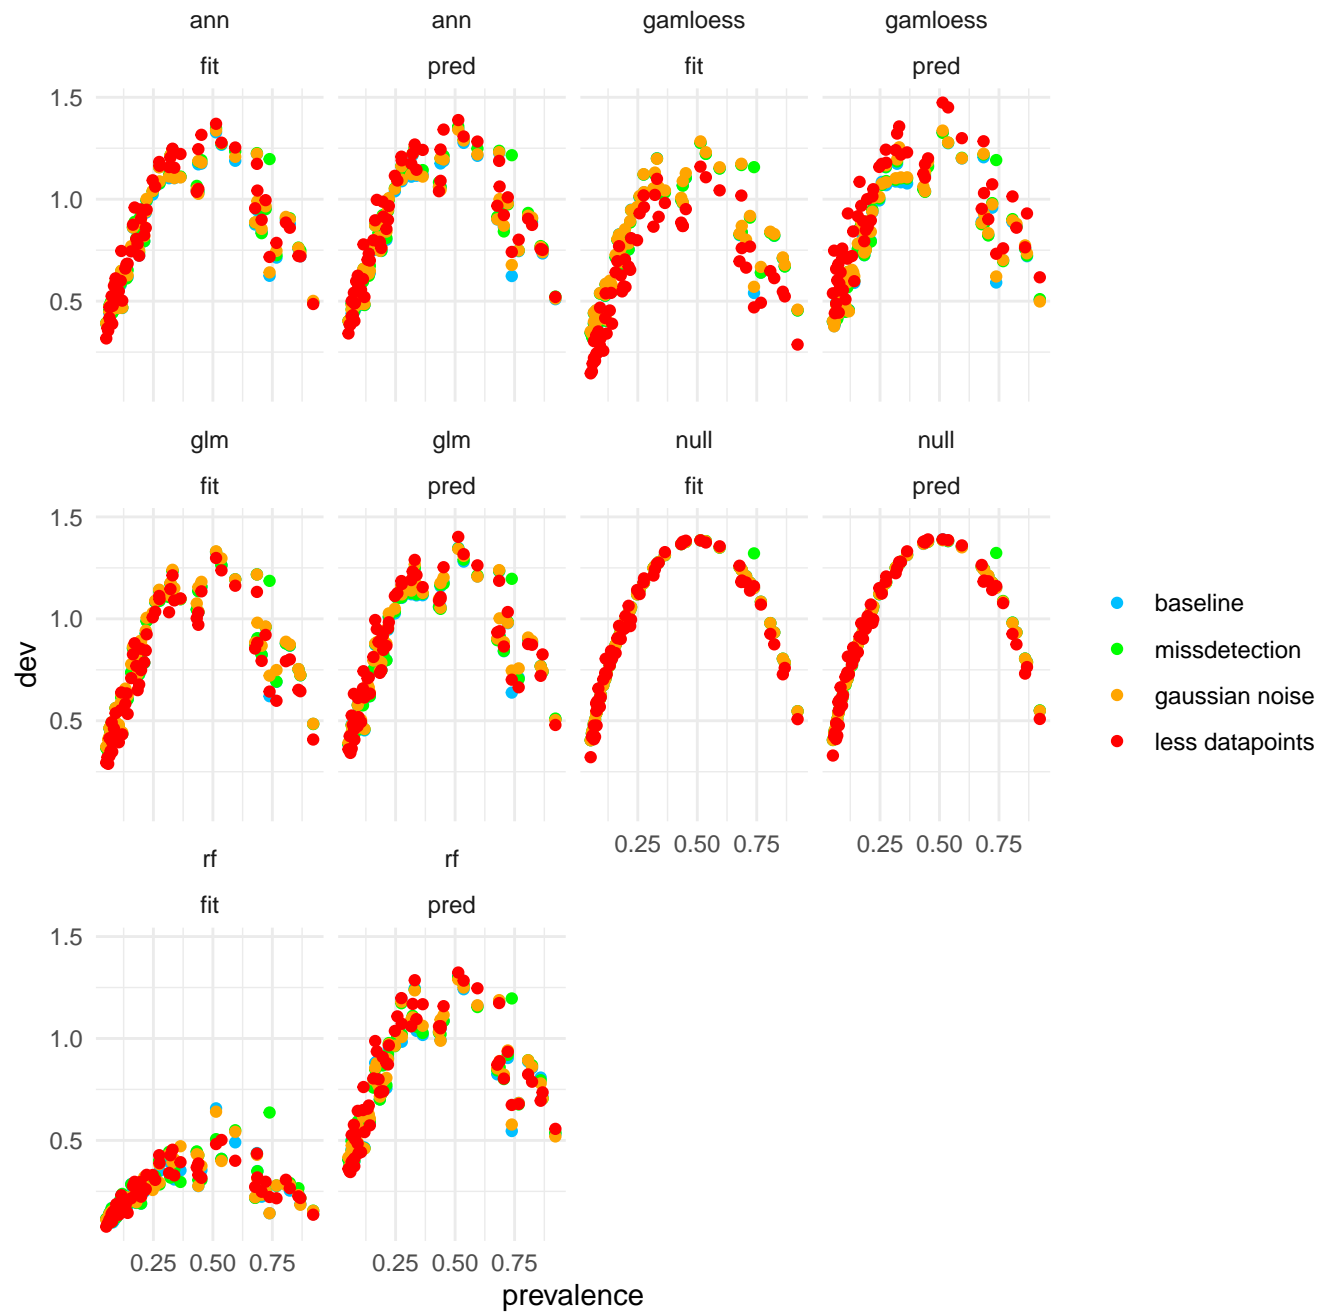 ann ann gamloess gamloess
fit pred fit pred
1.5
1.0
0.5
glm glm null null
fit pred fit pred
1.5
1.0
0.5
dev
baseline
missdetection
gaussian noise
less datapoints
0.25 0.50 0.75 0.25 0.50 0.75
rf rf
fit pred
1.5
1.0
0.5
0.25 0.50 0.75 0.25 0.50 0.75
prevalence